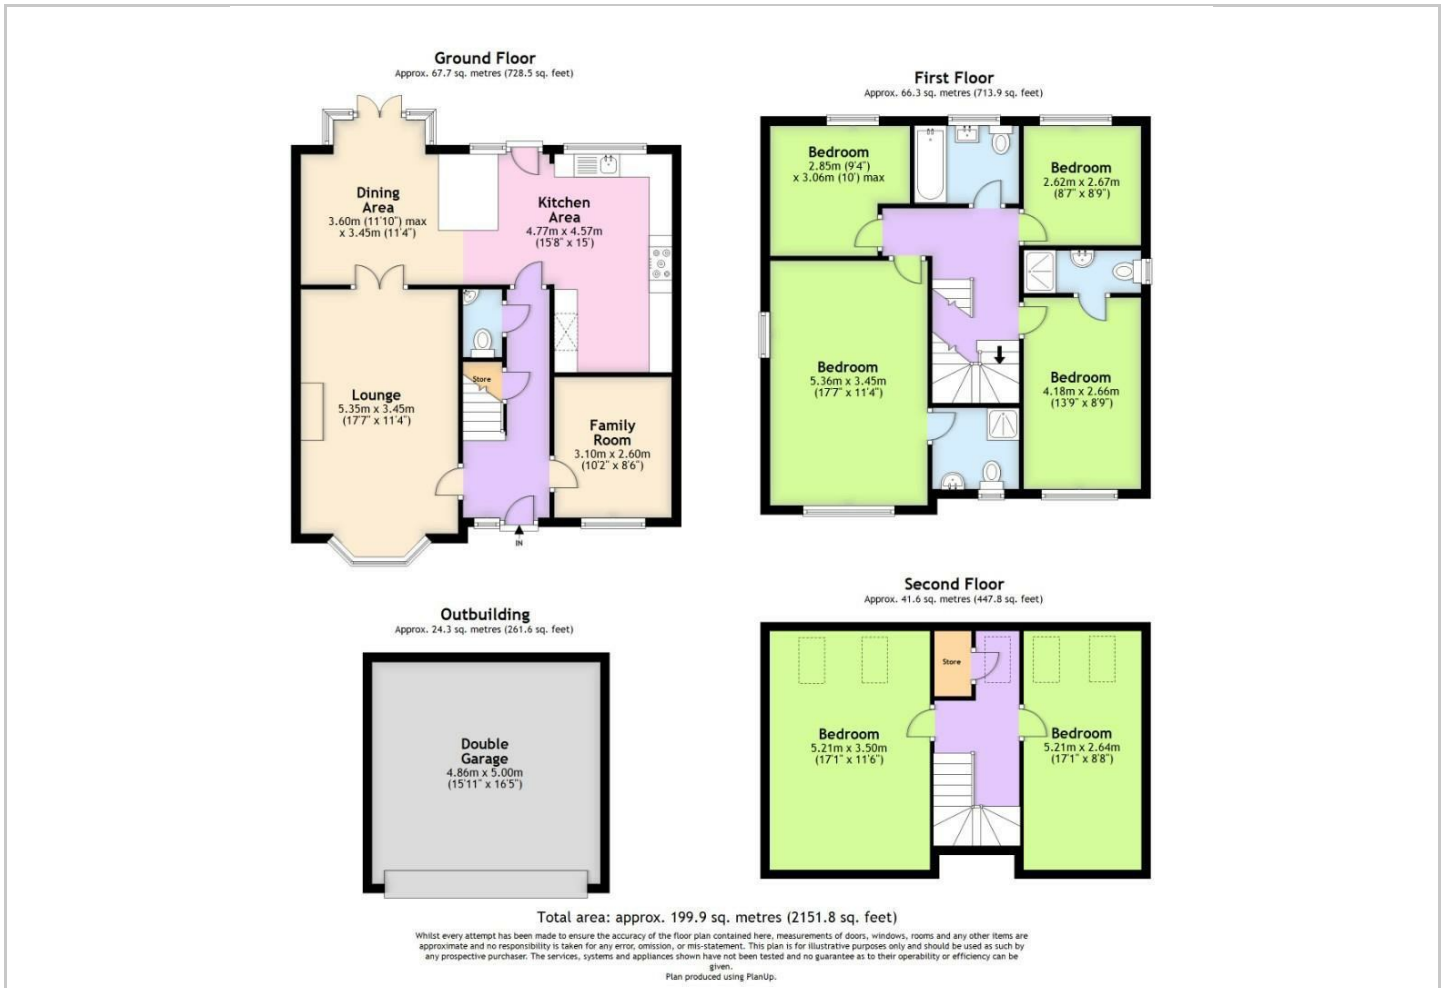 Ground Floor
Approx. 67.7 sq. metres (728.5 sq. feet)
Dining
Area
3.60m (11'10") max
x 3.45m (11'4")
Kitchen
Area
4.77m x 4.57m
(15'8" x 15')
Store
Lounge
5.35m x 3.45m
(17'7" x 11'4")
Family
Room
3.10m x 2.60m
(10'2" x 8'6")
IN
First Floor
Approx. 66.3 sq. metres (713.9 sq. feet)
Bedroom
2.85m (9'4")
x 3.06m (10') max
Bedroom
2.62m x 2.67m
(8'7" x 8'9")
Bedroom
5.36m x 3.45m
(17'7" x 11'4")
Bedroom
4.18m x 2.66m
(13'9" x 8'9")
Outbuilding
Approx. 24.3 sq. metres (261.6 sq. feet)
Double
Garage
4.86m x 5.00m
(15'11" x 16'5")
Second Floor
Approx. 41.6 sq. metres (447.8 sq. feet)
Store
Bedroom
5.21m x 3.50m
(17'1" x 11'6")
Bedroom
5.21m x 2.64m
(17'1" x 8'8")
Total area: approx. 199.9 sq. metres (2151.8 sq. feet)
Whilst every attempt has been made to ensure the accuracy of the floor plan contained here, measurements of doors, windows, rooms and any other items are
approximate and no responsibility is taken for any error, omission, or mis-statement. This plan is for illustrative purposes only and should be used as such by
any prospective purchaser. The services, systems and appliances shown have not been tested and no guarantee as to their operability or efficiency can be
given.
Plan produced using PlanUp.